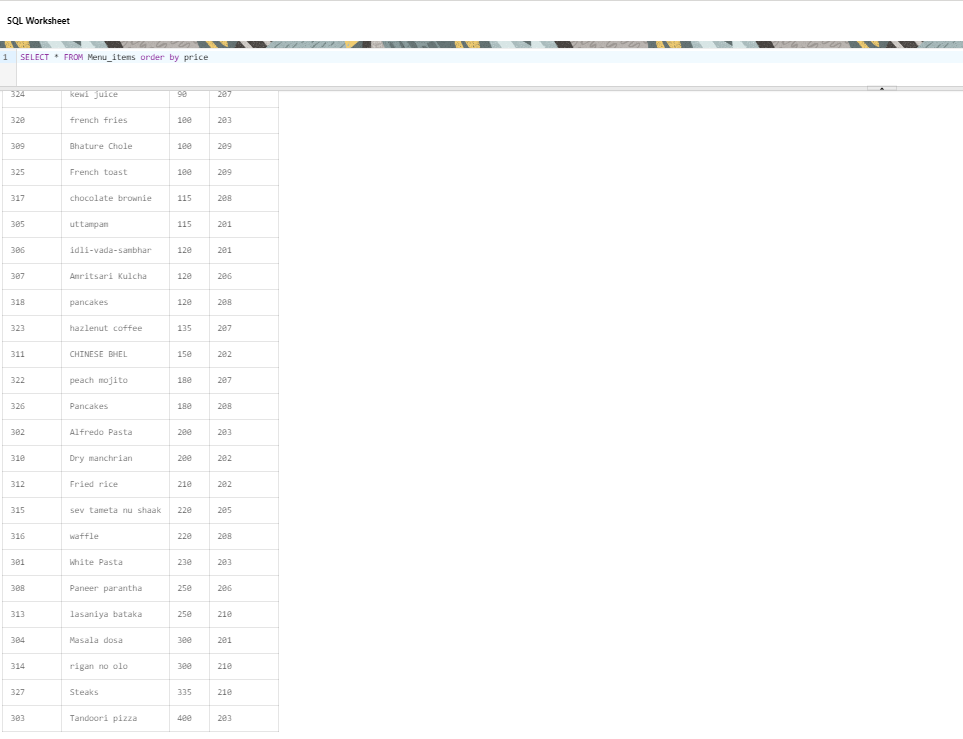 SQL Worksheet
1 SELECT * FROM Menu_items order by price
324 kewi juice 90 207
320 french fries 100 203
309 Bhature Chole 100 209
325 French toast 100 209
317 chocolate brownie 115 208
305 uttampam 115 201
306 idli-vada-sambhar 120 201
307 Amritsari Kulcha 120 206
318 pancakes 120 208
323 hazlenut coffee 135 207
311 CHINESE BHEL 150 202
322 peach mojito 180 207
326 Pancakes 180 208
302 Alfredo Pasta 200 203
310 Dry manchrian 200 202
312 Fried rice 210 202
315 sev tameta nu shaak 220 205
316 waffle 220 208
301 White Pasta 230 203
308 Paneer parantha 250 206
313 lasaniya bataka 250 210
304 Masala dosa 300 201
314 rigan no olo 300 210
327 Steaks 335 210
303 Tandoori pizza 400 203